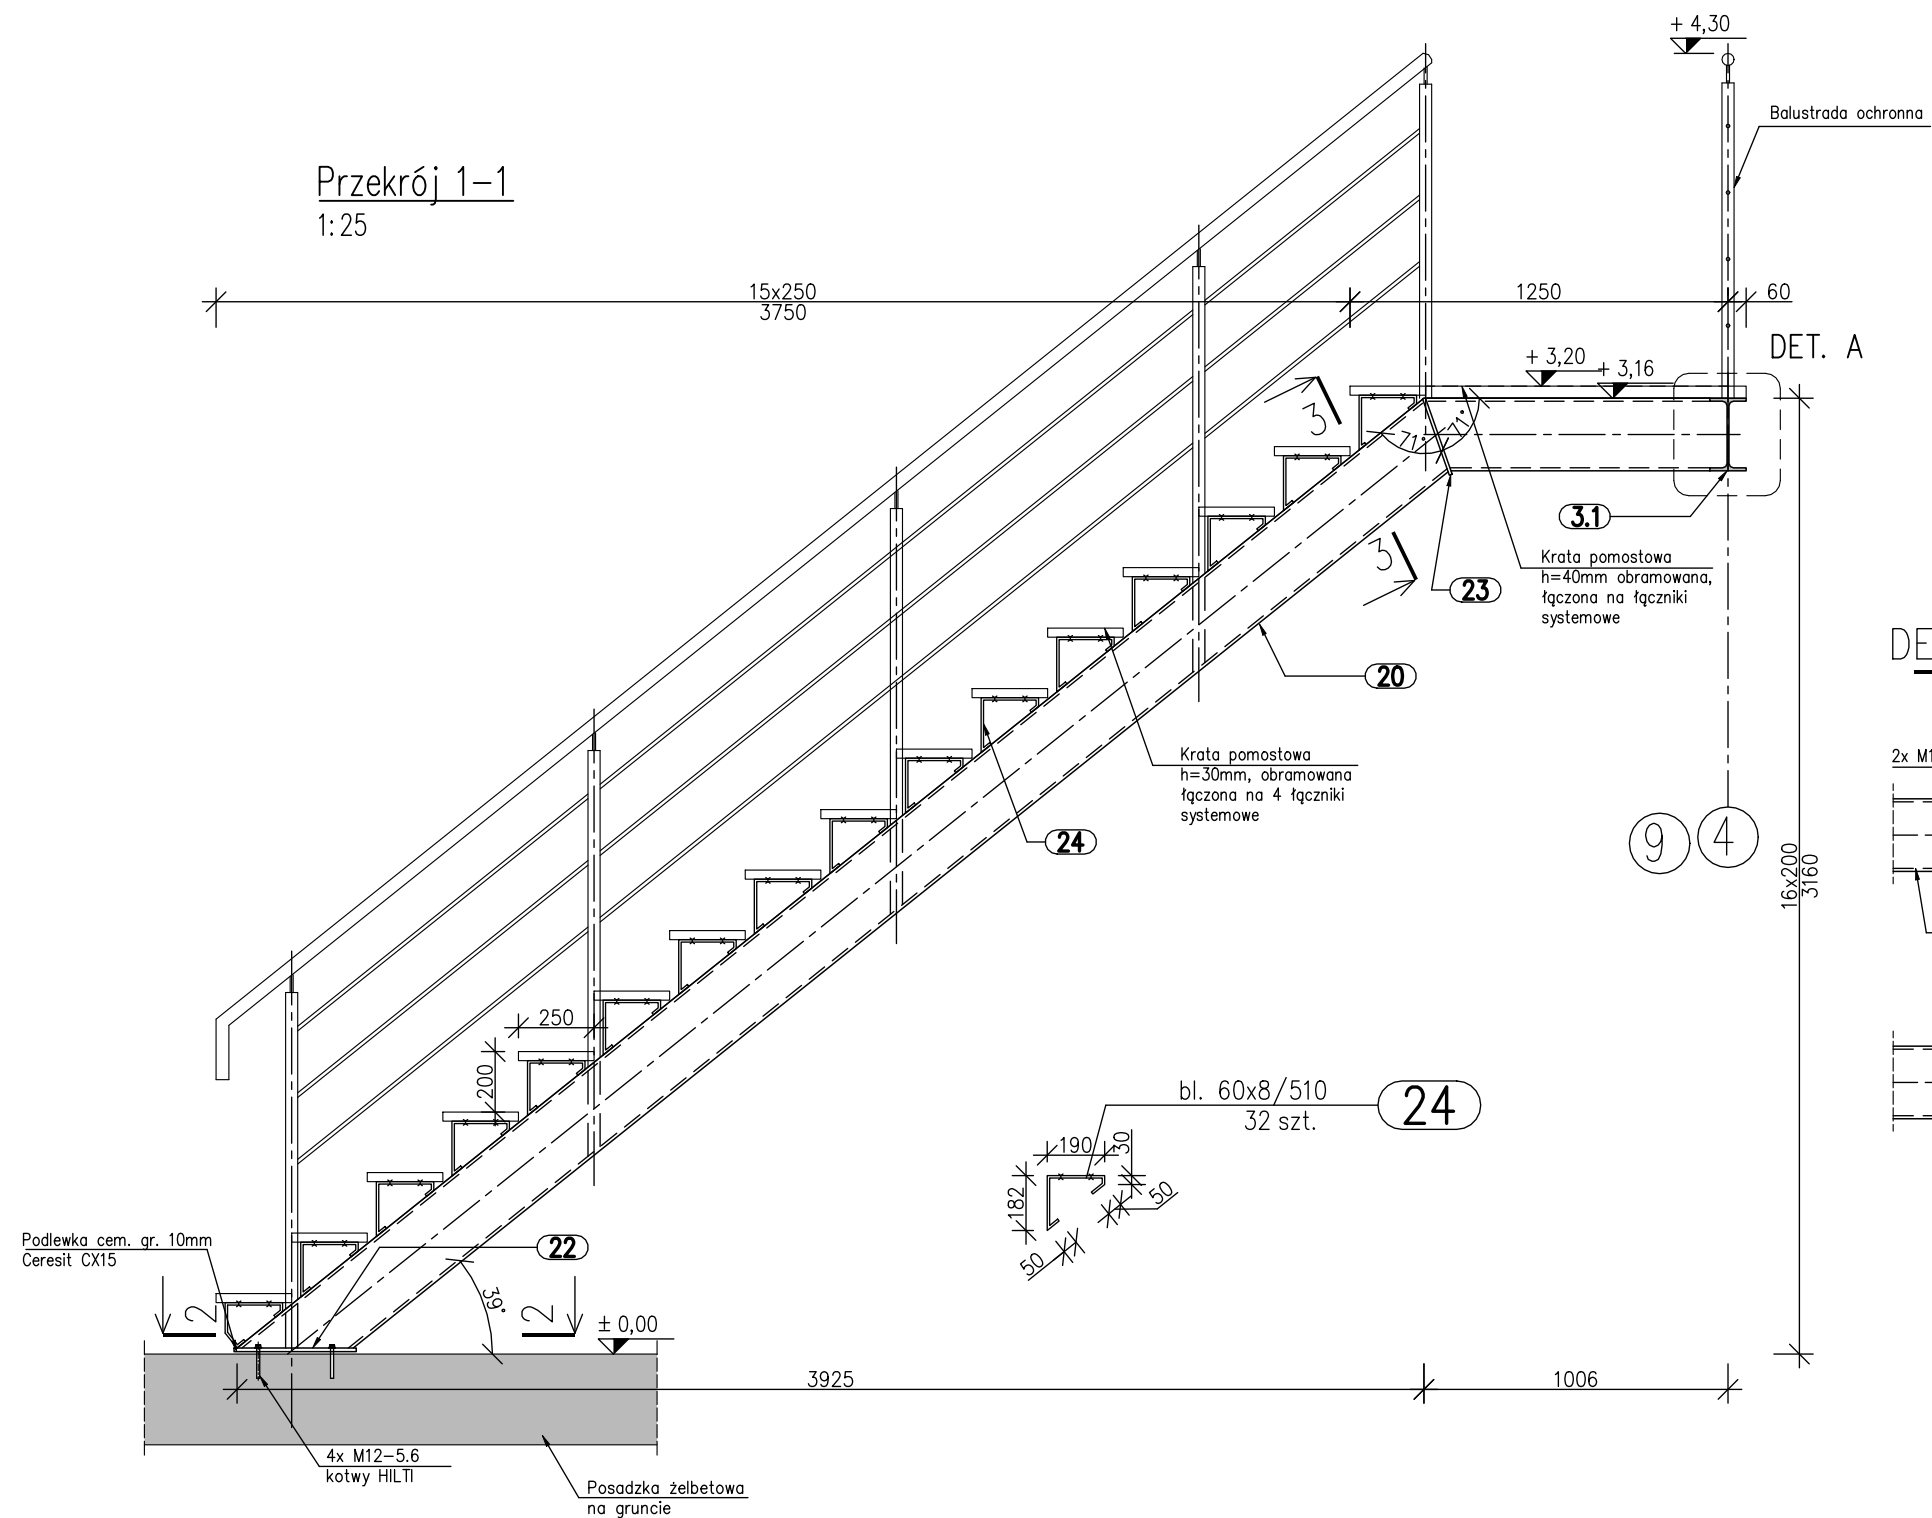 + 4,30
Balustrada ochronna
Przekrój 1-1
1:25
15x250
3750
1250
60
DET. A
+ 3,20
+ 3,16
3
71°
71°
3.1
3
Krata pomostowa
h=40mm obramowana,
łączona na łączniki
systemowe
23
20
DE
2x M1
Krata pomostowa
h=30mm, obramowana
łączona na 4 łączniki
systemowe
24
9
4
16x200
3160
250
200
bl. 60x8/510
32 szt.
24
190
30
182
50
50
Podlewka cem. gr. 10mm
Ceresit CX15
22
39°
2
2
± 0,00
3925
1006
4x M12-5.6
kotwy HILTI
Posadzka żelbetowa
na gruncie